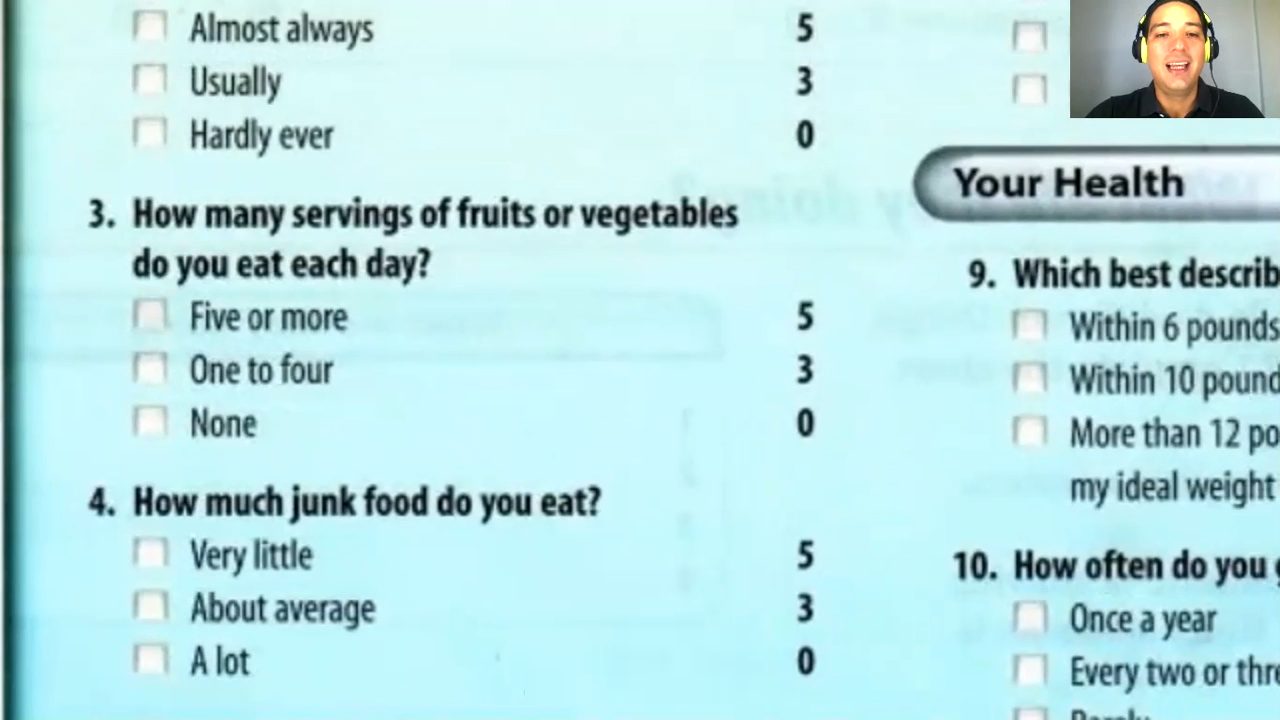 Almost always 5
Usually 3
Hardly ever 0
3. How many servings of fruits or vegetables
do you eat each day?
Five or more 5
One to four 3
None 0
4. How much junk food do you eat?
Very little 5
About average 3
A lot 0
Your Health
9. Which best describ
Within 6 pounds
Within 10 pound
More than 12 po
my ideal weight
10. How often do you
Once a year
Every two or thre
Rarely